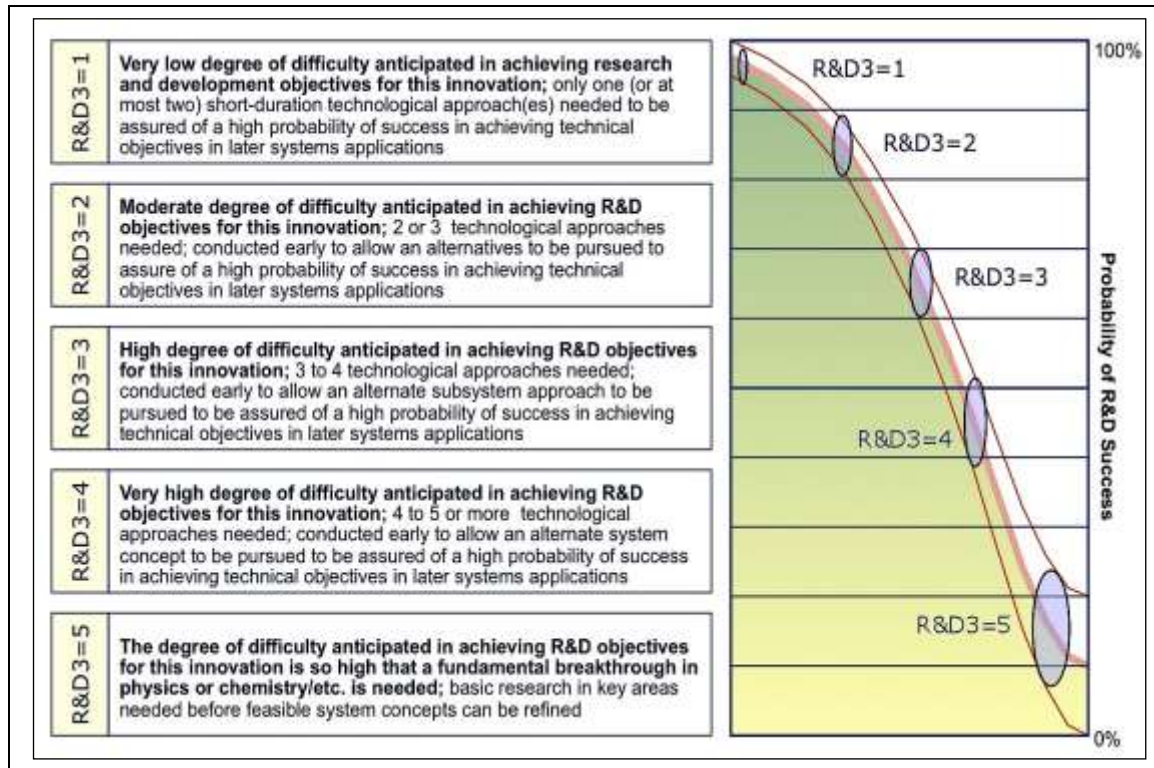 R&D3=1
Very low degree of difficulty anticipated in achieving research
and development objectives for this innovation; only one (or at
most two) short-duration technological approach(es) needed to be
assured of a high probability of success in achieving technical
objectives in later systems applications
R&D3=2
Moderate degree of difficulty anticipated in achieving R&D
objectives for this innovation; 2 or 3 technological approaches
needed; conducted early to allow an alternatives to be pursued to
assure of a high probability of success in achieving technical
objectives in later systems applications
R&D3=3
High degree of difficulty anticipated in achieving R&D objectives
for this innovation; 3 to 4 technological approaches needed;
conducted early to allow an alternate subsystem approach to be
pursued to be assured of a high probability of success in achieving
technical objectives in later systems applications
R&D3=4
Very high degree of difficulty anticipated in achieving R&D
objectives for this innovation; 4 to 5 or more technological
approaches needed; conducted early to allow an alternate system
concept to be pursued to be assured of a high probability of success
in achieving technical objectives in later systems applications
R&D3=5
The degree of difficulty anticipated in achieving R&D objectives
for this innovation is so high that a fundamental breakthrough in
physics or chemistry/etc. is needed; basic research in key areas
needed before feasible system concepts can be refined
100%
R&D3=1
R&D3=2
R&D3=3
R&D3=4
R&D3=5
Probability of R&D Success
0%